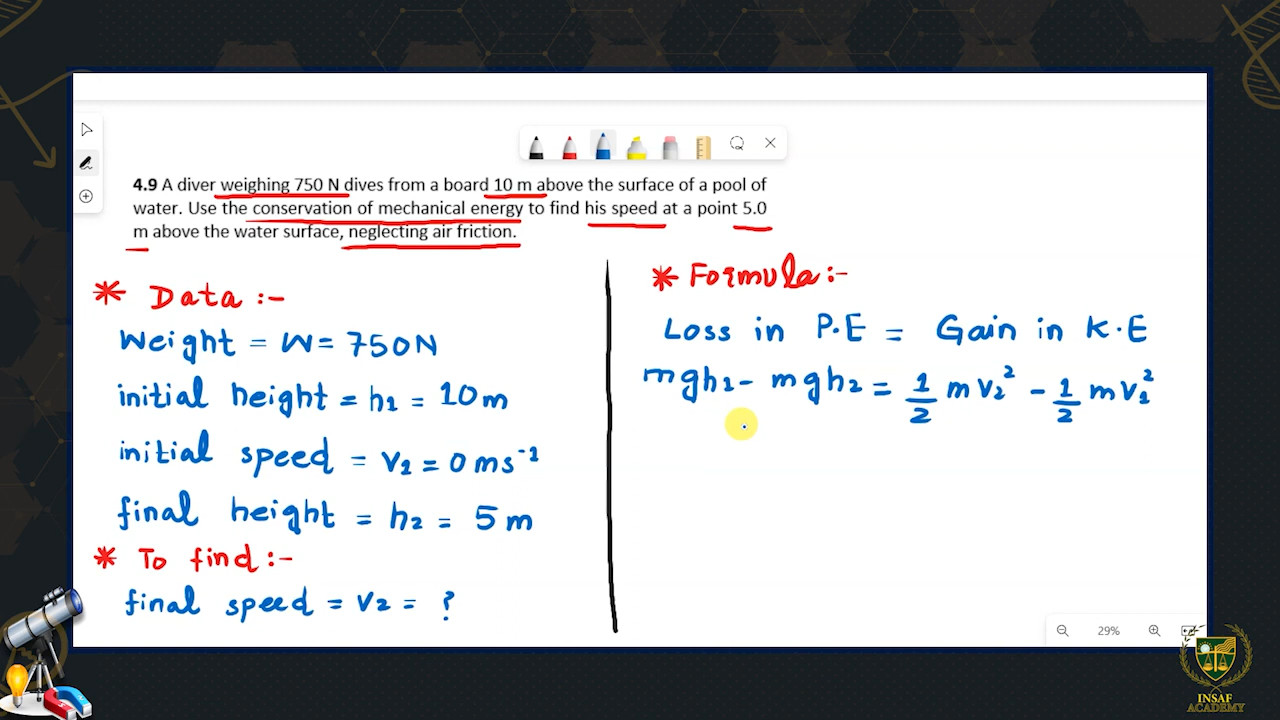 4.9 A diver weighing 750 N dives from a board 10 m above the surface of a pool of
water. Use the conservation of mechanical energy to find his speed at a point 5.0
m above the water surface, neglecting air friction.
* Data :-
Weight = W = 750N
initial height = h₁ = 10 m
initial speed = v₁ = 0 ms⁻¹
final height = h₂ = 5 m
* To find :-
final speed = v₂ = ?
* Formula :-
Loss in P.E = Gain in K.E
mgh₁ - mgh₂ = 1/2 mv₂² - 1/2 mv₁²
29%
INSAF
ACADEMY